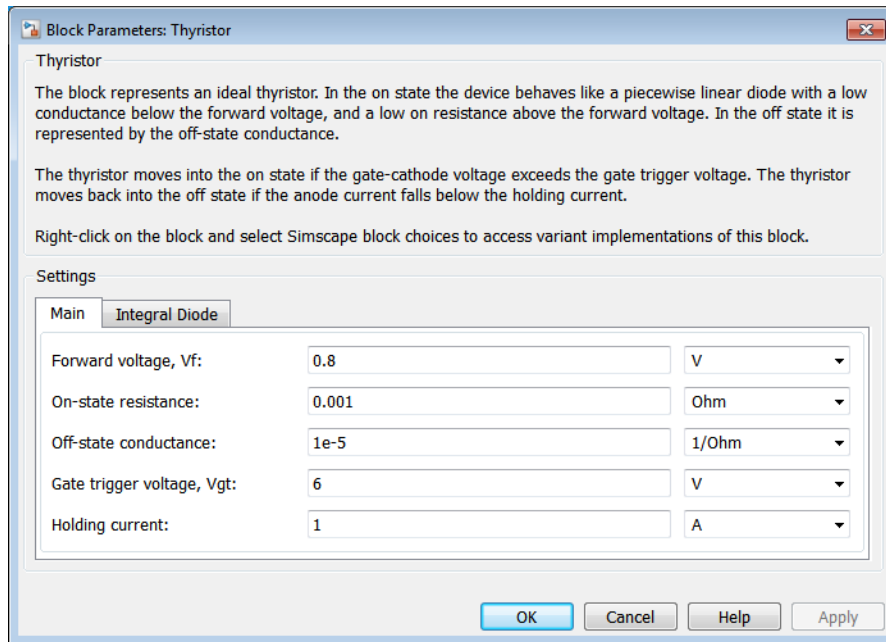 Block Parameters: Thyristor
Thyristor
The block represents an ideal thyristor. In the on state the device behaves like a piecewise linear diode with a low
conductance below the forward voltage, and a low on resistance above the forward voltage. In the off state it is
represented by the off-state conductance.
The thyristor moves into the on state if the gate-cathode voltage exceeds the gate trigger voltage. The thyristor
moves back into the off state if the anode current falls below the holding current.
Right-click on the block and select Simscape block choices to access variant implementations of this block.
Settings
Main Integral Diode
Forward voltage, Vf: 0.8 V
On-state resistance: 0.001 Ohm
Off-state conductance: 1e-5 1/Ohm
Gate trigger voltage, Vgt: 6 V
Holding current: 1 A
OK Cancel Help Apply